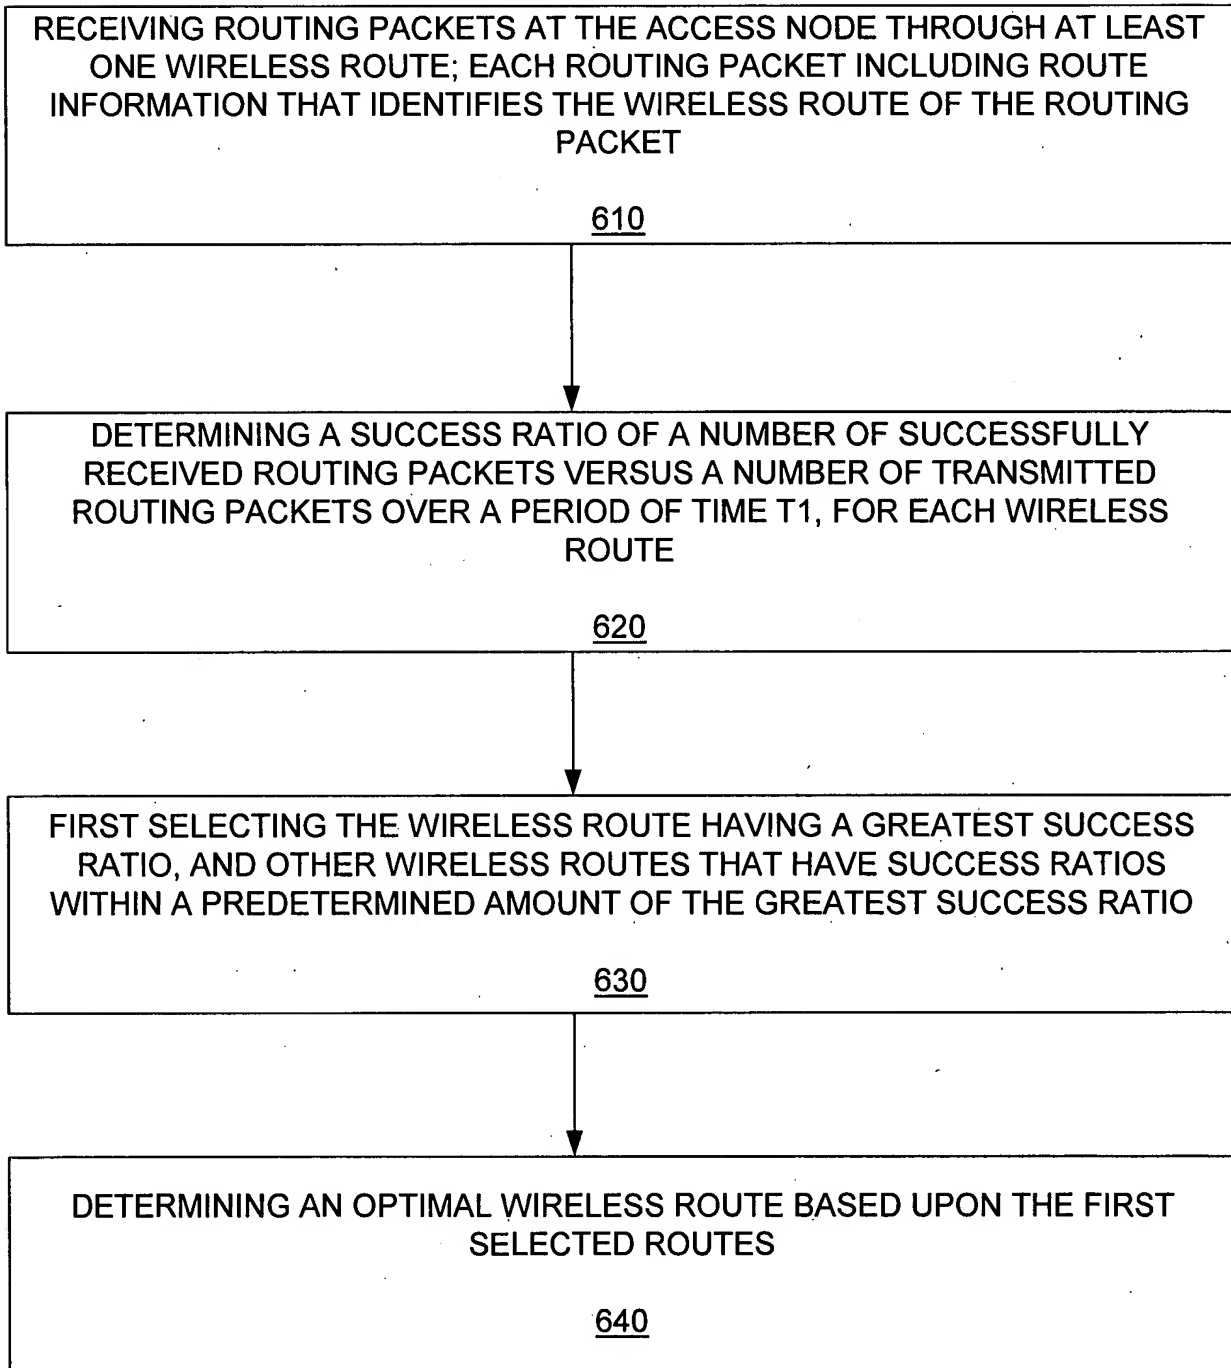 RECEIVING ROUTING PACKETS AT THE ACCESS NODE THROUGH AT LEAST
ONE WIRELESS ROUTE; EACH ROUTING PACKET INCLUDING ROUTE
INFORMATION THAT IDENTIFIES THE WIRELESS ROUTE OF THE ROUTING
PACKET
610
DETERMINING A SUCCESS RATIO OF A NUMBER OF SUCCESSFULLY
RECEIVED ROUTING PACKETS VERSUS A NUMBER OF TRANSMITTED
ROUTING PACKETS OVER A PERIOD OF TIME T1, FOR EACH WIRELESS
ROUTE
620
FIRST SELECTING THE WIRELESS ROUTE HAVING A GREATEST SUCCESS
RATIO, AND OTHER WIRELESS ROUTES THAT HAVE SUCCESS RATIOS
WITHIN A PREDETERMINED AMOUNT OF THE GREATEST SUCCESS RATIO
630
DETERMINING AN OPTIMAL WIRELESS ROUTE BASED UPON THE FIRST
SELECTED ROUTES
640